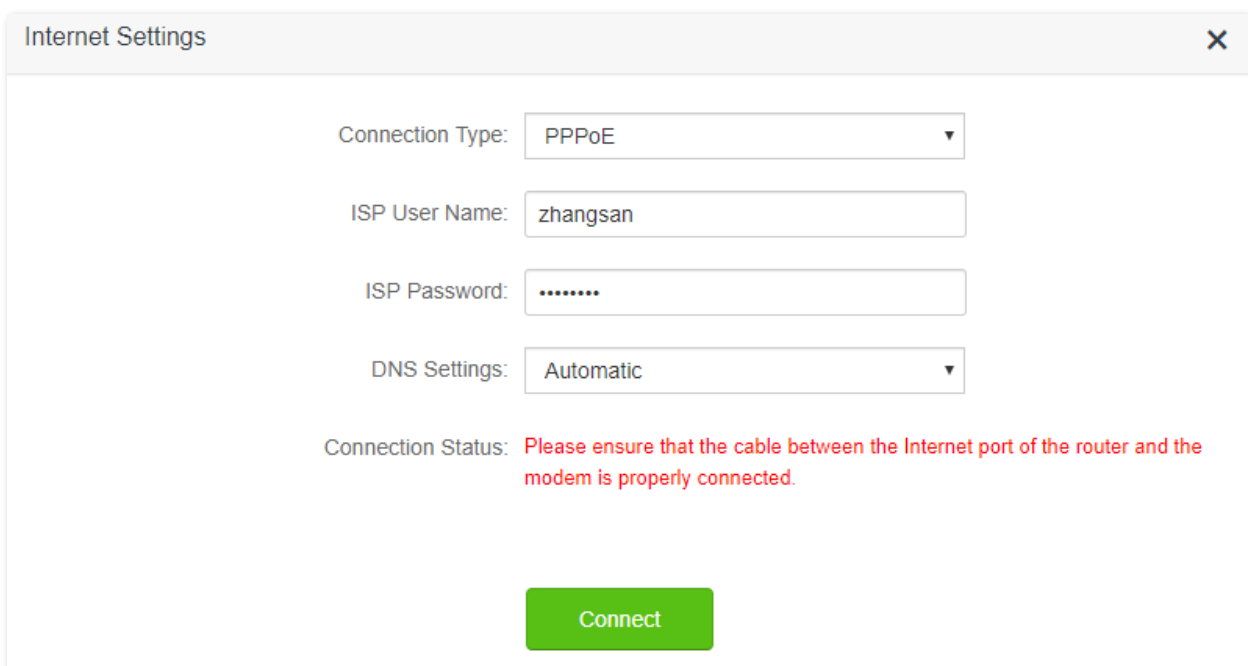 Internet Settings
Connection Type: PPPoE
ISP User Name: zhangsan
ISP Password: ••••••••
DNS Settings: Automatic
Connection Status: Please ensure that the cable between the Internet port of the router and the
modem is properly connected.
Connect